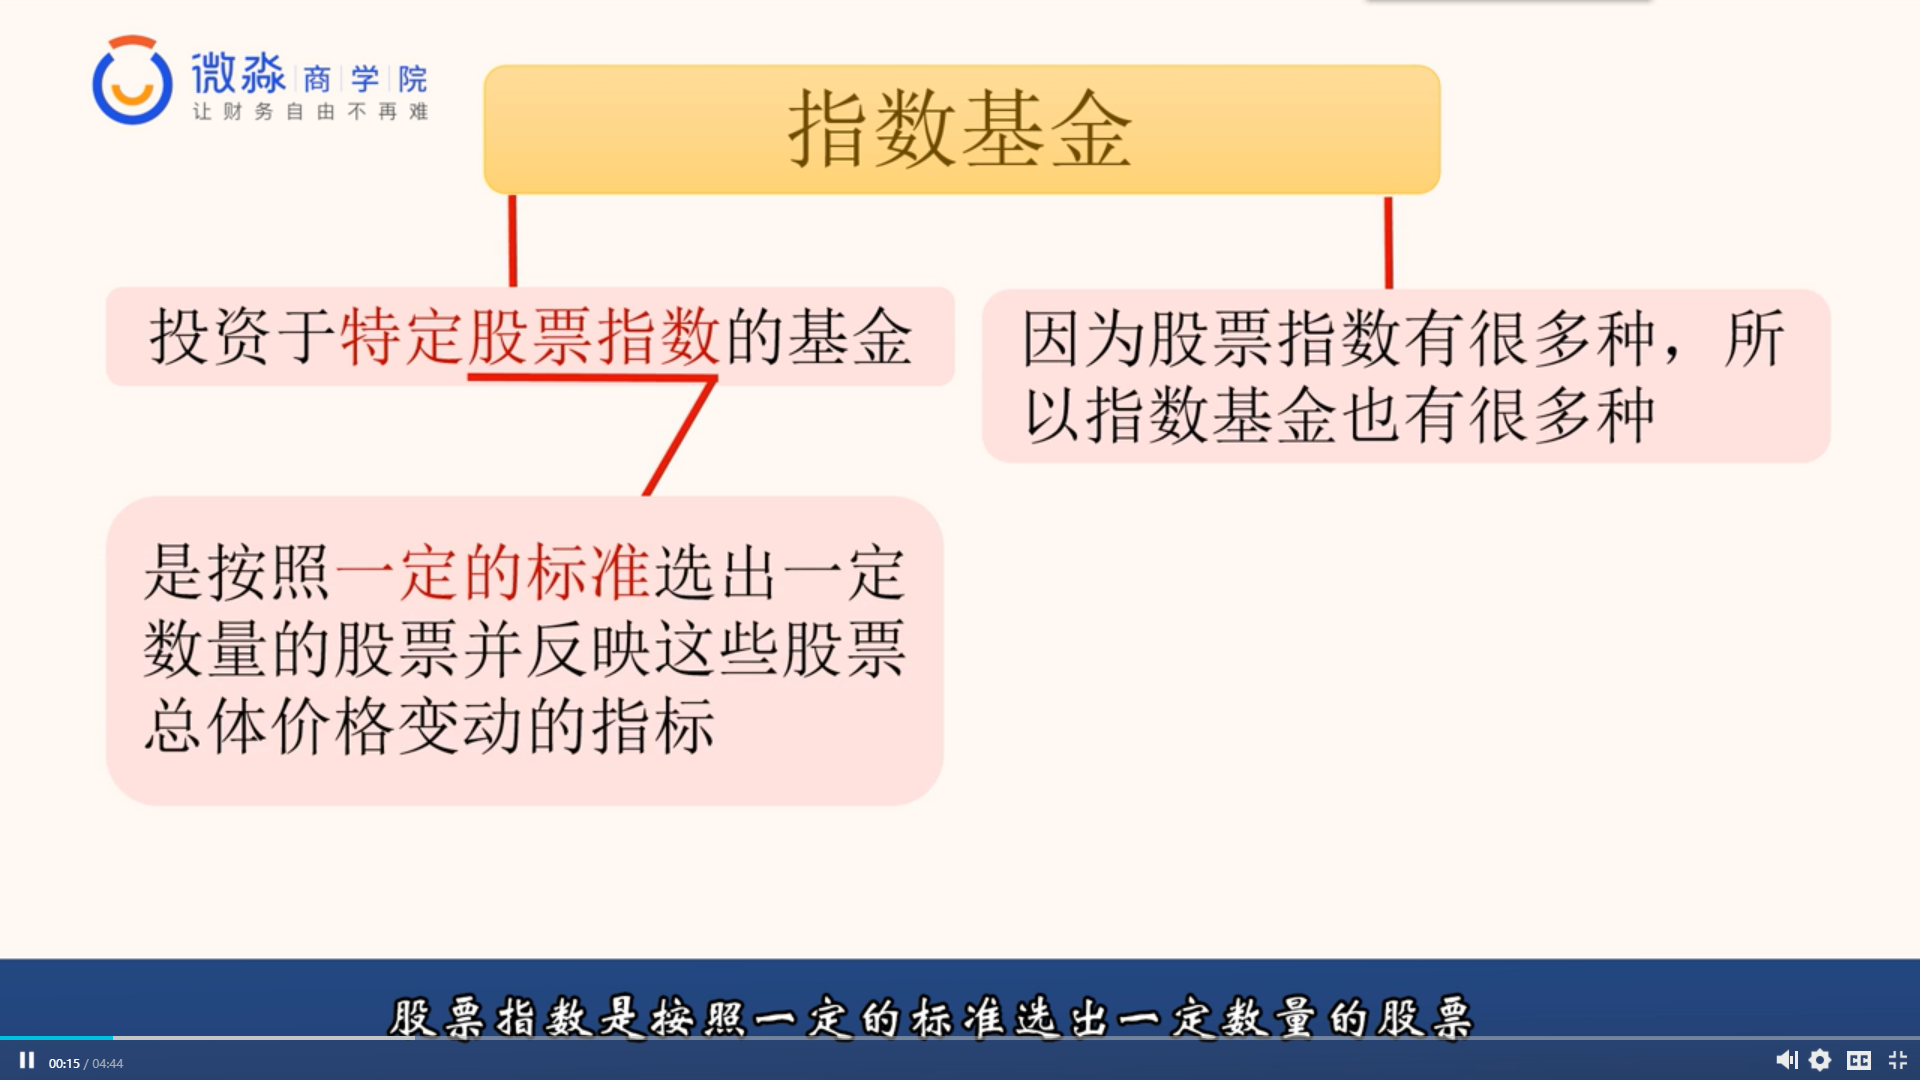 微淼 商 学 院
让财务自由不再难
指数基金
投资于特定股票指数的基金
因为股票指数有很多种，所
以指数基金也有很多种
是按照一定的标准选出一定
数量的股票并反映这些股票
总体价格变动的指标
股票指数是按照一定的标准选出一定数量的股票
00:15 / 04:44
CC